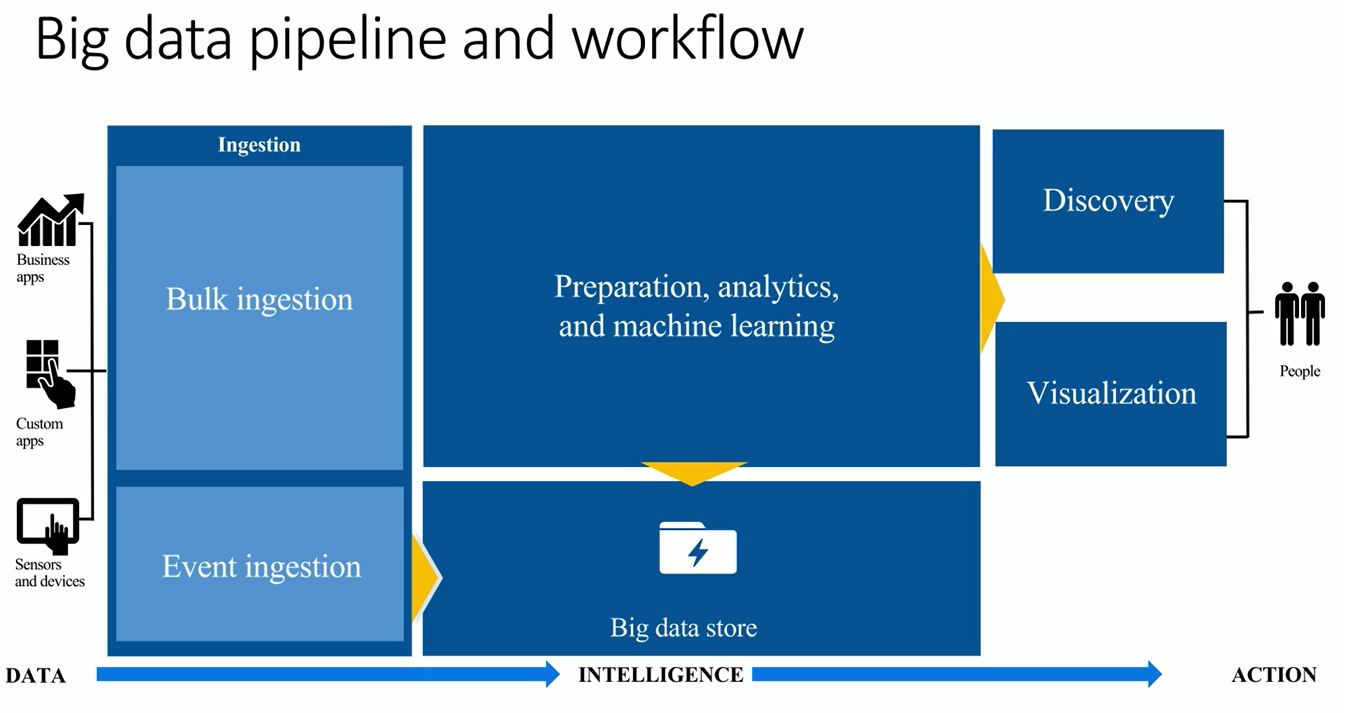 Big data pipeline and workflow
Ingestion
Business
apps
Bulk ingestion
Custom
apps
Sensors
and devices
Event ingestion
Preparation, analytics,
and machine learning
Big data store
Discovery
Visualization
People
DATA
INTELLIGENCE
ACTION